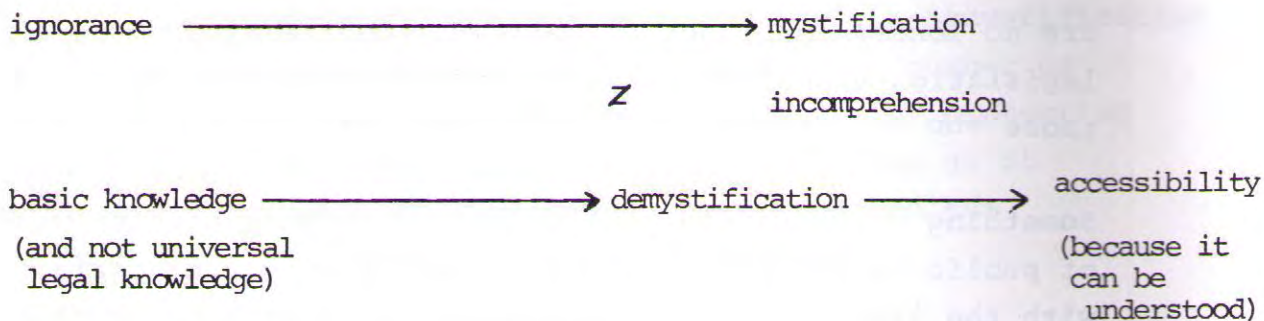 ignorance mystification
Z incomprehension
basic knowledge demystification accessibility
(and not universal legal knowledge)
(because it can be understood)